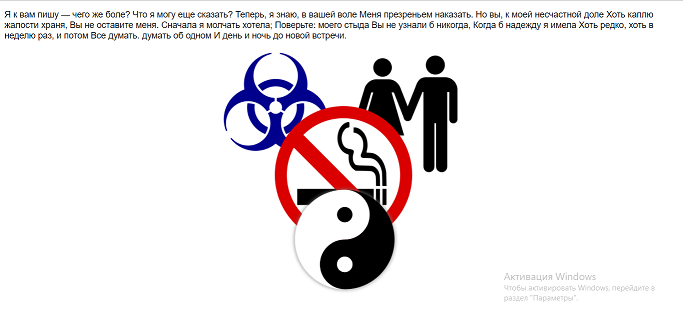 Я к вам пишу — чего же боле? Что я могу еще сказать? Теперь, я знаю, в вашей воле Меня презреньем наказать. Но вы, к моей несчастной доле Хоть каплю
жалости храня, Вы не оставите меня. Сначала я молчать хотела; Поверьте: моего стыда Вы не узнали б никогда, Когда б надежду я имела Хоть редко, хоть в
неделю раз, и потом Все думать. думать об одном И день и ночь до новой встречи.
Активация Windows
Чтобы активировать Windows, перейдите в
раздел "Параметры".